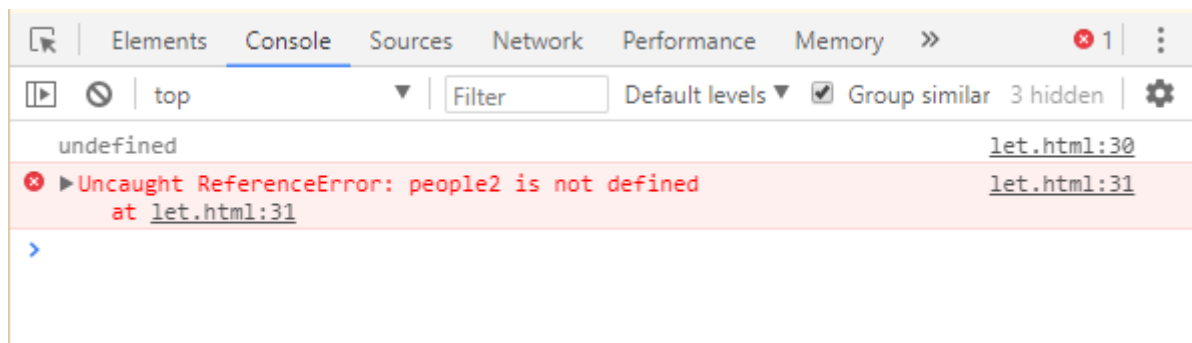 Elements Console Sources Network Performance Memory » 1
top Filter Default levels Group similar 3 hidden
undefined let.html:30
Uncaught ReferenceError: people2 is not defined let.html:31
at let.html:31